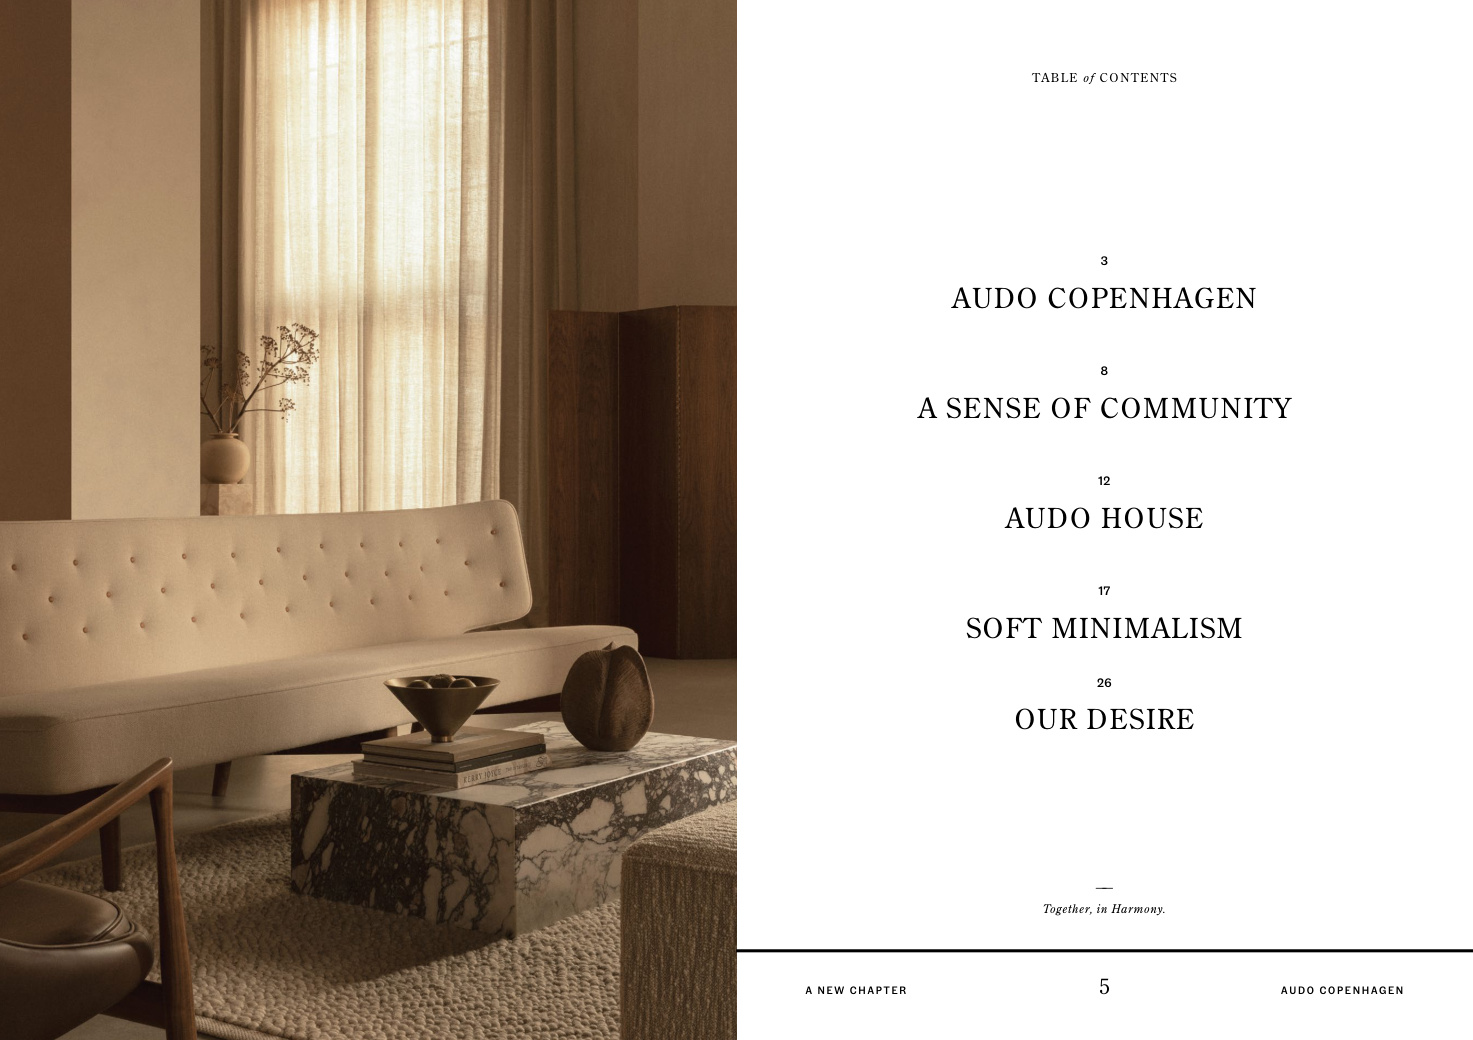 TABLE of CONTENTS
3
AUDO COPENHAGEN
8
A SENSE OF COMMUNITY
12
AUDO HOUSE
17
SOFT MINIMALISM
26
OUR DESIRE
Together, in Harmony.
A NEW CHAPTER
5
AUDO COPENHAGEN